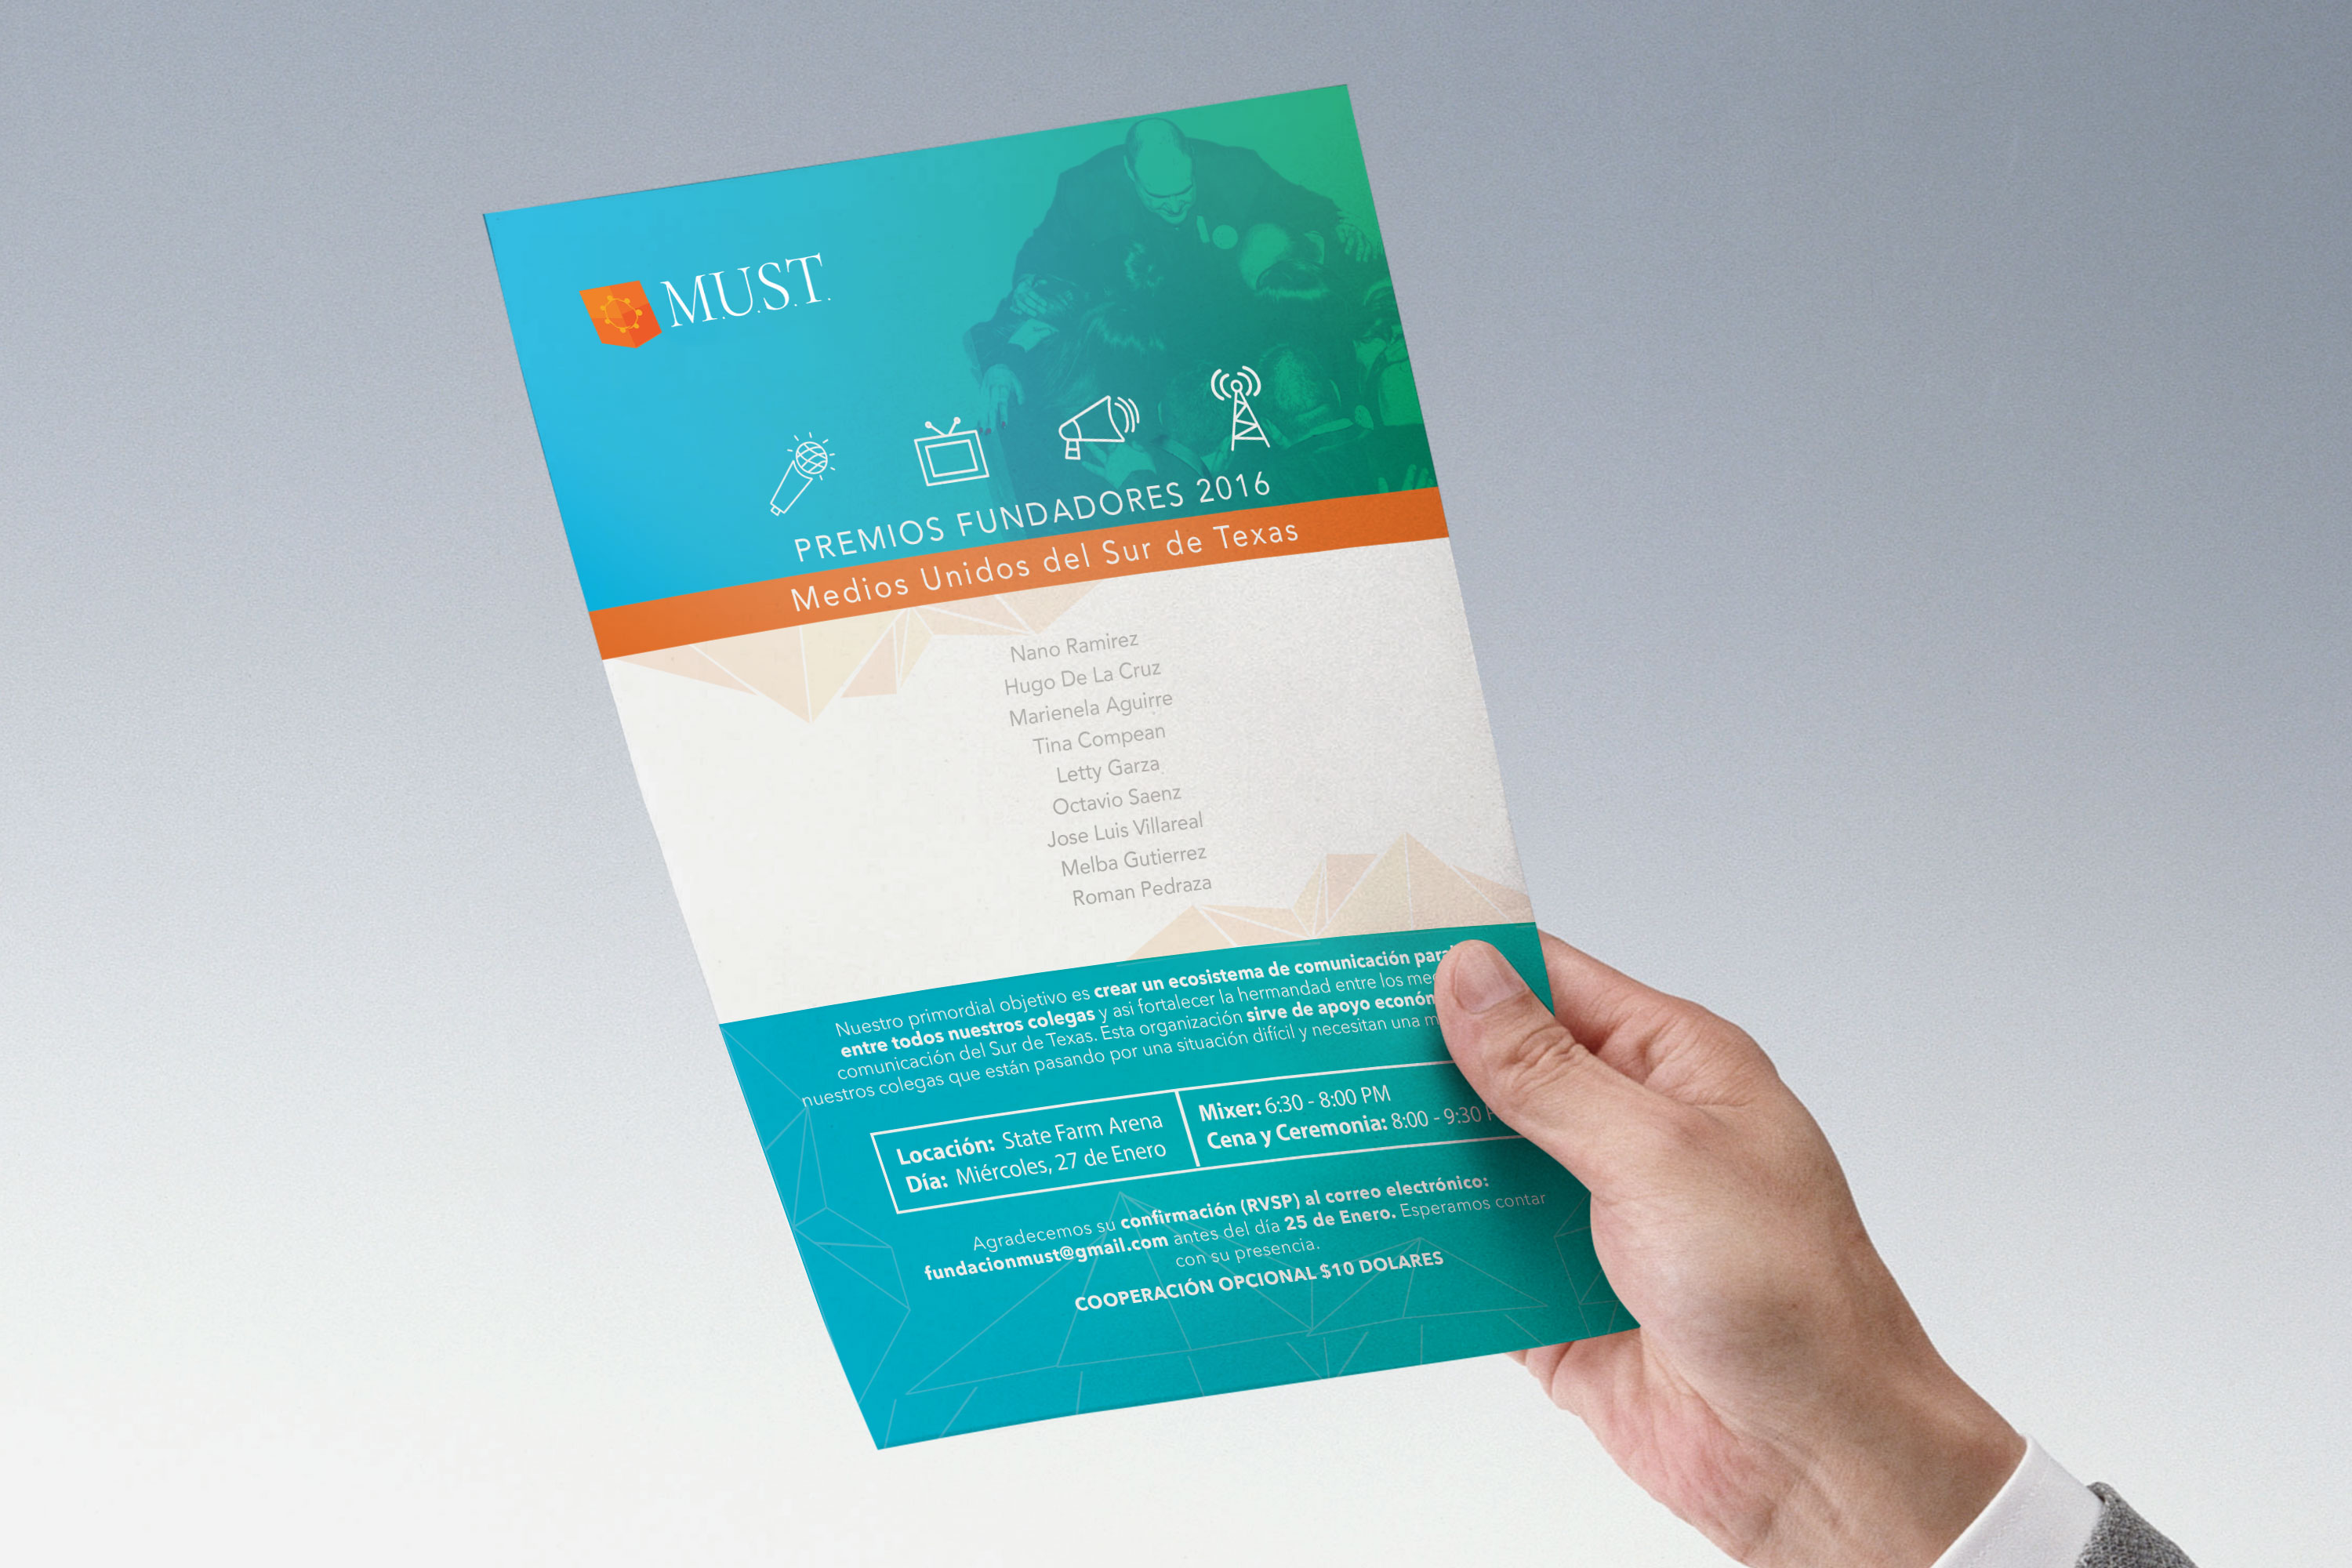 M.U.S.T.
PREMIOS FUNDADORES 2016
Medios Unidos del Sur de Texas
Nano Ramirez
Hugo De La Cruz
Marienela Aguirre
Tina Compean
Letty Garza
Octavio Saenz
Jose Luis Villareal
Melba Gutierrez
Roman Pedraza
Nuestro primordial objetivo es crear un ecosistema de comunicación
entre todos nuestros colegas y asi fortalecer la hermandad entre los
comunicación del Sur de Texas. Esta organización sirve de apoyo
nuestros colegas que están pasando por una situación difícil y necesitan una
Locación: State Farm Arena
Día: Miércoles, 27 de Enero
Mixer: 6:30 - 8:00 PM
Cena y Ceremonia: 8:00 - 9:30
Agradecemos su confirmación (RVSP) al correo electrónico:
fundacionmust@gmail.com antes del día 25 de Enero. Esperamos contar
con su presencia.
COOPERACIÓN OPCIONAL $10 DOLARES